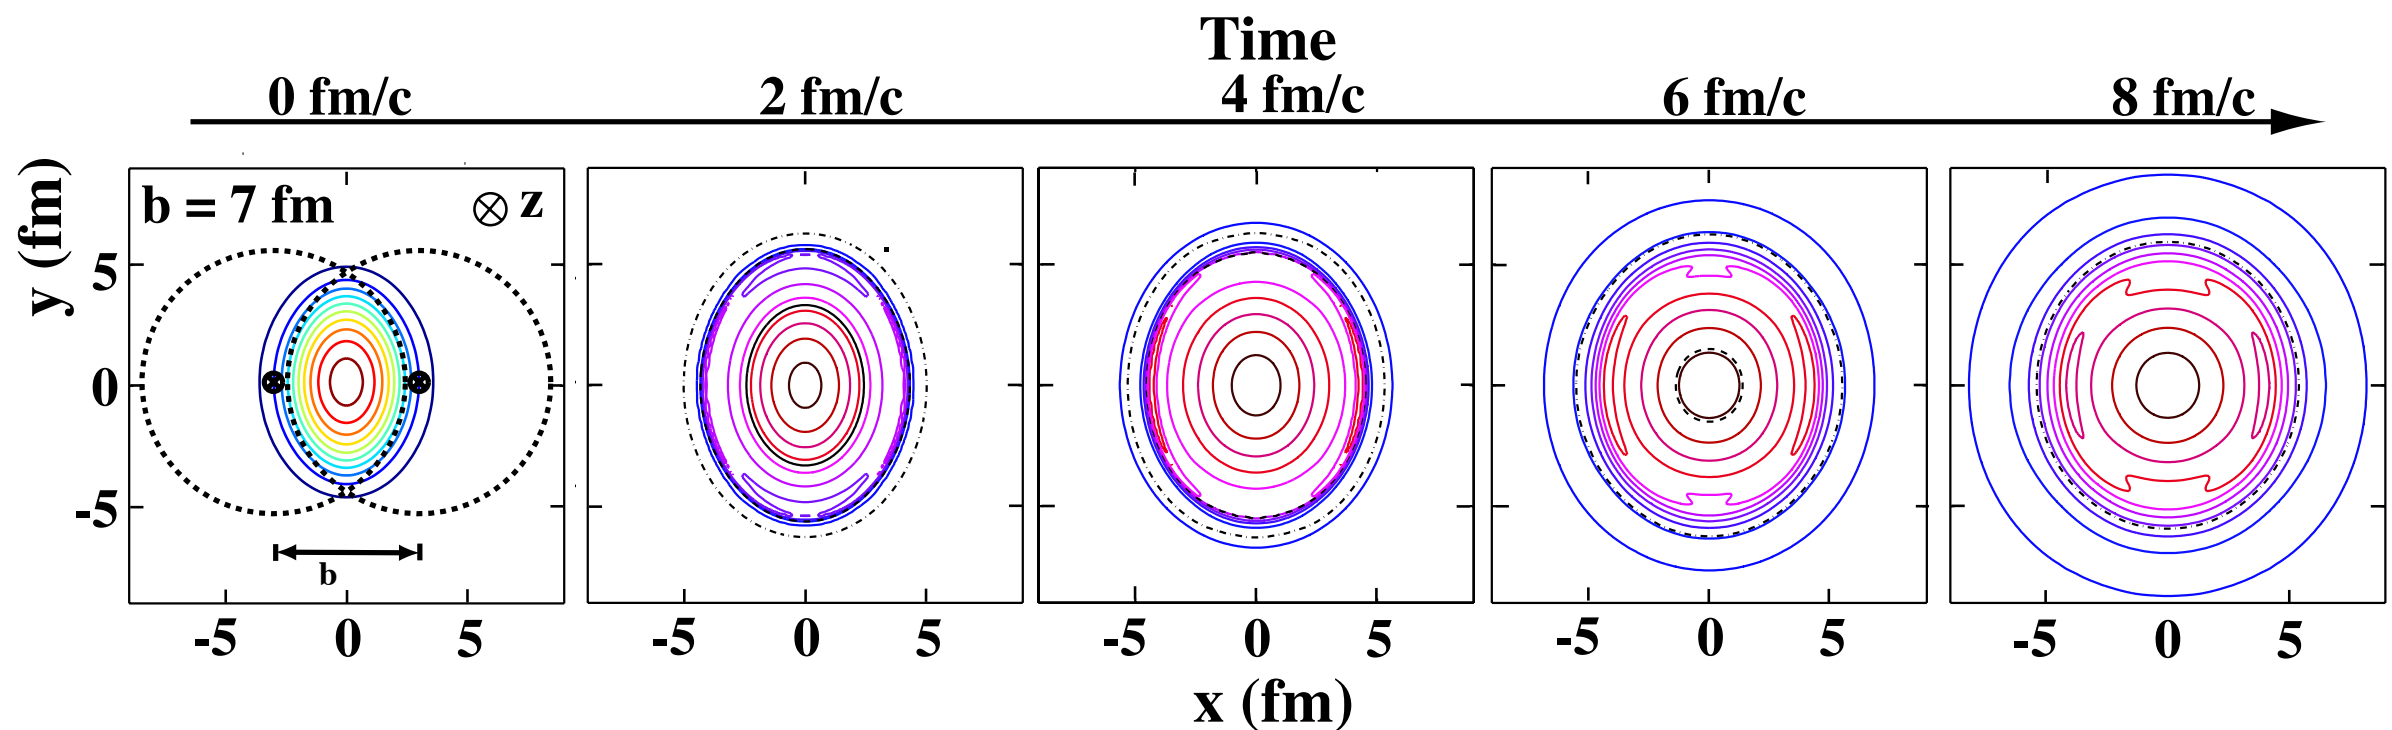 Time
0 fm/c 2 fm/c 4 fm/c 6 fm/c 8 fm/c
y (fm)
b = 7 fm ⊗ z
5
0
-5
b
-5 0 5 -5 0 5 -5 0 5 -5 0 5 -5 0 5
x (fm)